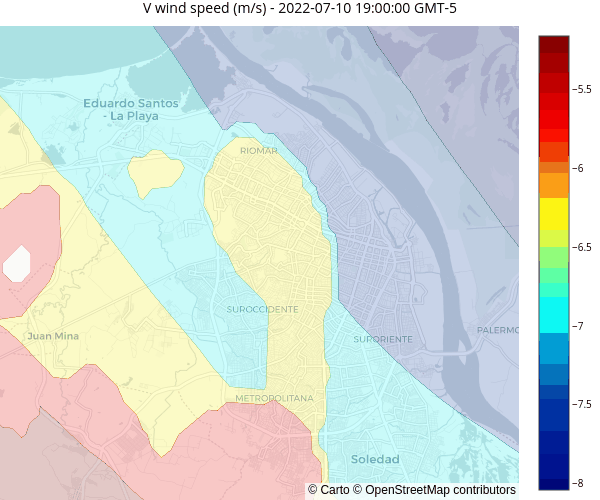 V wind speed (m/s) - 2022-07-10 19:00:00 GMT-5
Eduardo Santos
- La Playa
RIOMAR
SUROCCIDENTE
Juan Mina
SURORIENTE
PALERMO
METROPOLITANA
Soledad
© Carto © OpenStreetMap contributors
−5.5
−6
−6.5
−7
−7.5
−8